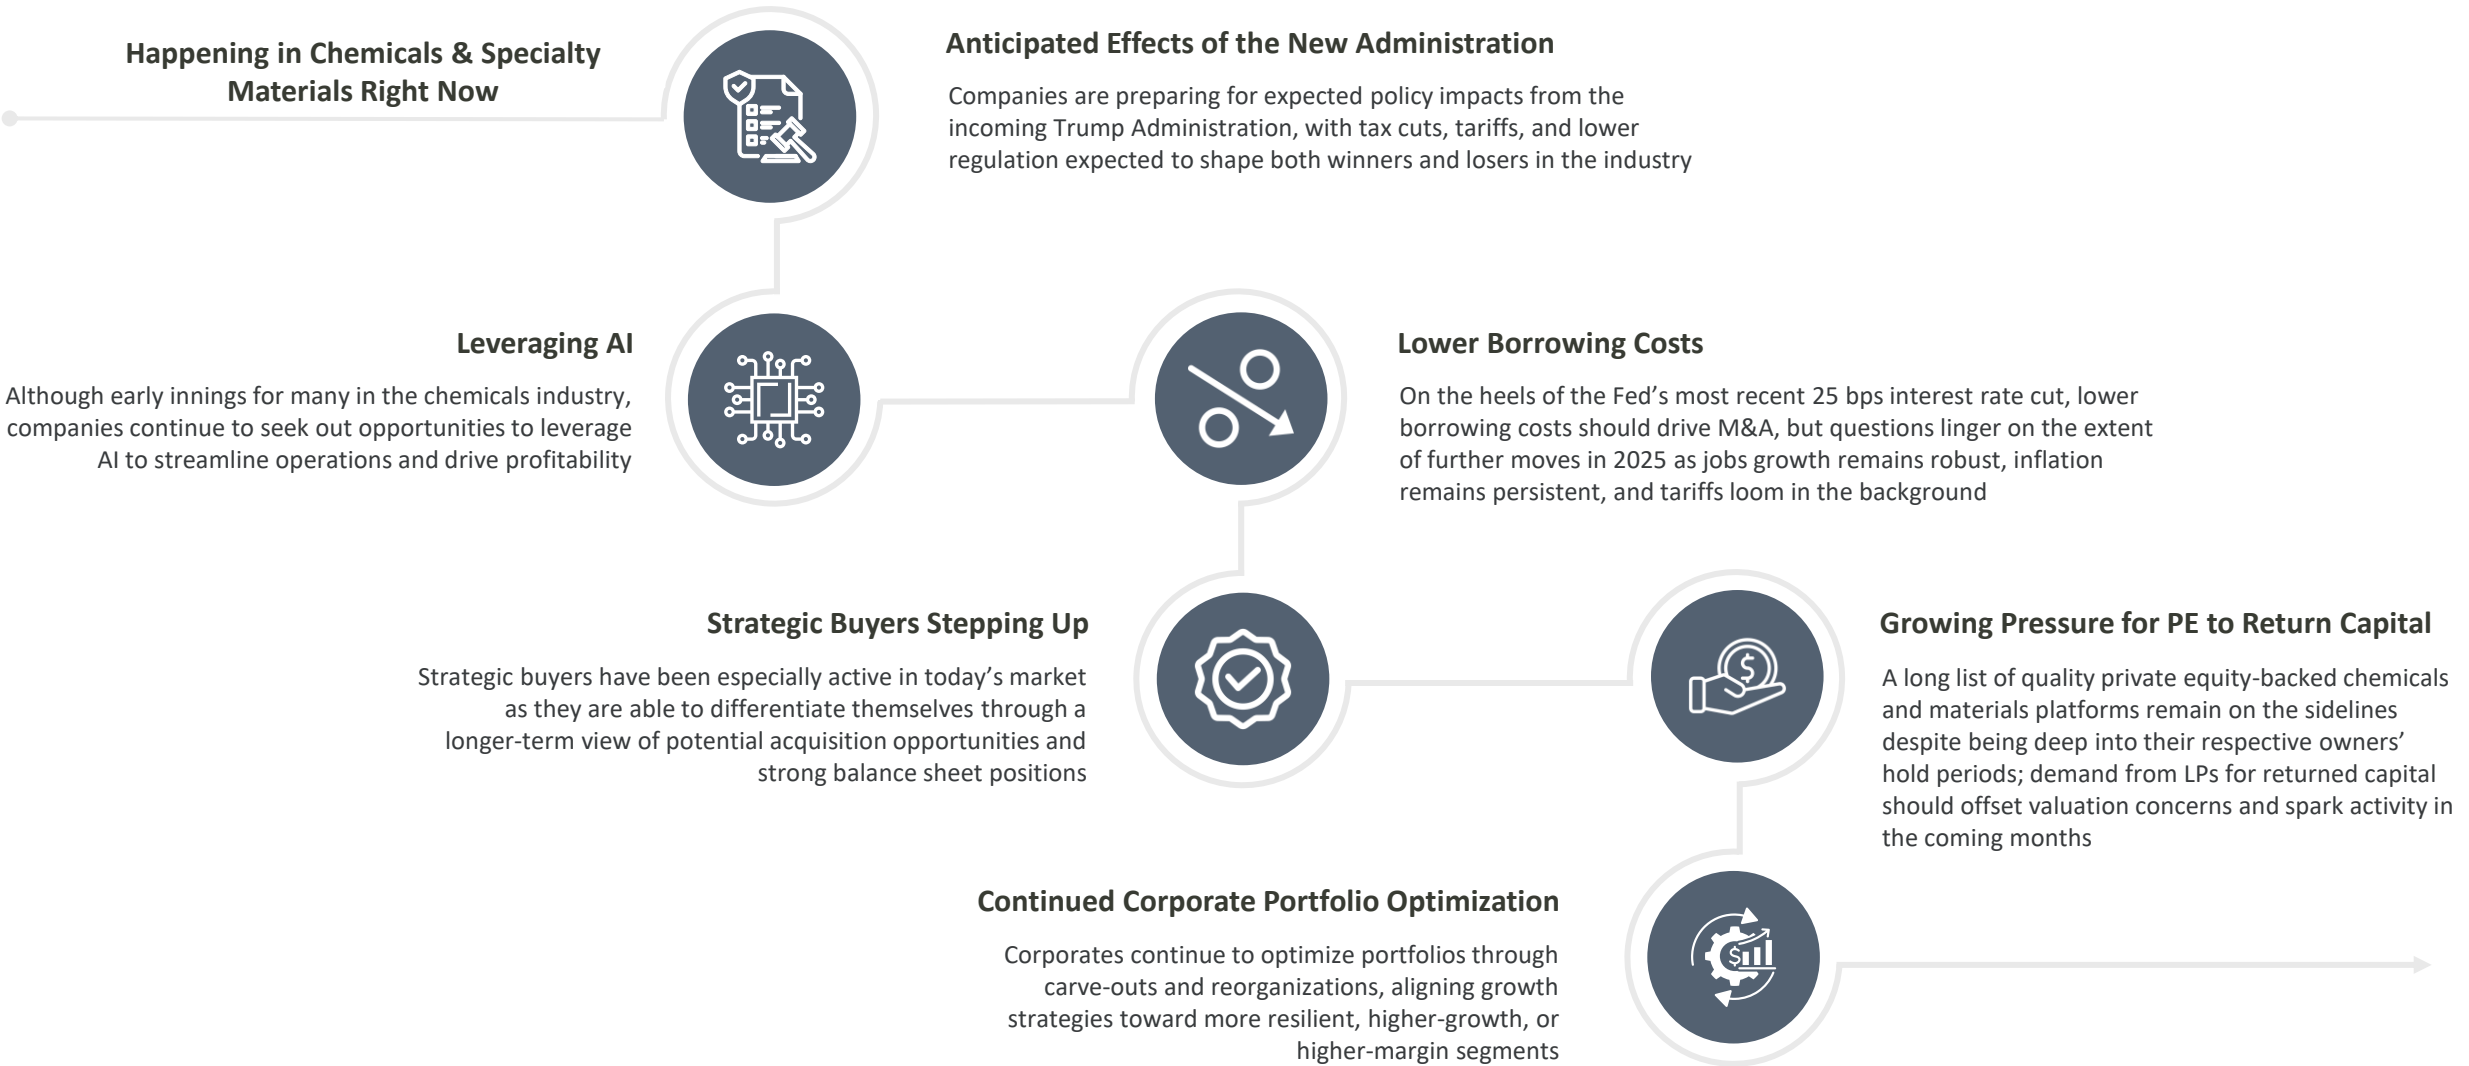 Happening in Chemicals & Specialty
Materials Right Now
Anticipated Effects of the New Administration
Companies are preparing for expected policy impacts from the
incoming Trump Administration, with tax cuts, tariffs, and lower
regulation expected to shape both winners and losers in the industry
Leveraging AI
Although early innings for many in the chemicals industry,
companies continue to seek out opportunities to leverage
AI to streamline operations and drive profitability
Lower Borrowing Costs
On the heels of the Fed’s most recent 25 bps interest rate cut, lower
borrowing costs should drive M&A, but questions linger on the extent
of further moves in 2025 as jobs growth remains robust, inflation
remains persistent, and tariffs loom in the background
Strategic Buyers Stepping Up
Strategic buyers have been especially active in today’s market
as they are able to differentiate themselves through a
longer-term view of potential acquisition opportunities and
strong balance sheet positions
Growing Pressure for PE to Return Capital
A long list of quality private equity-backed chemicals
and materials platforms remain on the sidelines
despite being deep into their respective owners’
hold periods; demand from LPs for returned capital
should offset valuation concerns and spark activity in
the coming months
Continued Corporate Portfolio Optimization
Corporates continue to optimize portfolios through
carve-outs and reorganizations, aligning growth
strategies toward more resilient, higher-growth, or
higher-margin segments